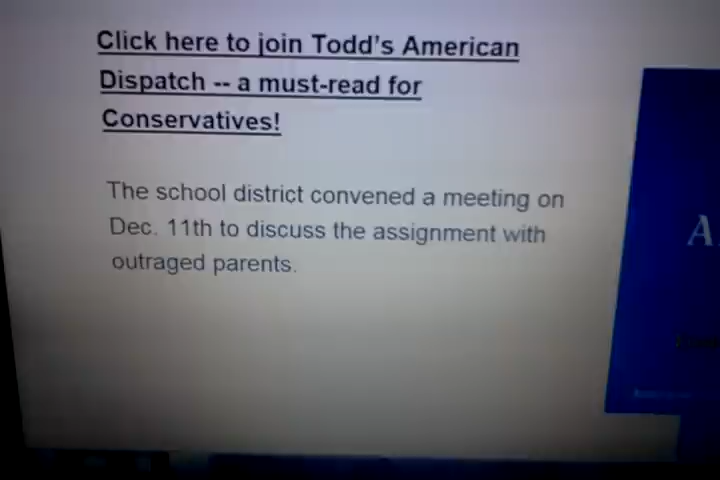 Click here to join Todd's American
Dispatch -- a must-read for
Conservatives!
The school district convened a meeting on
Dec. 11th to discuss the assignment with
outraged parents.
A